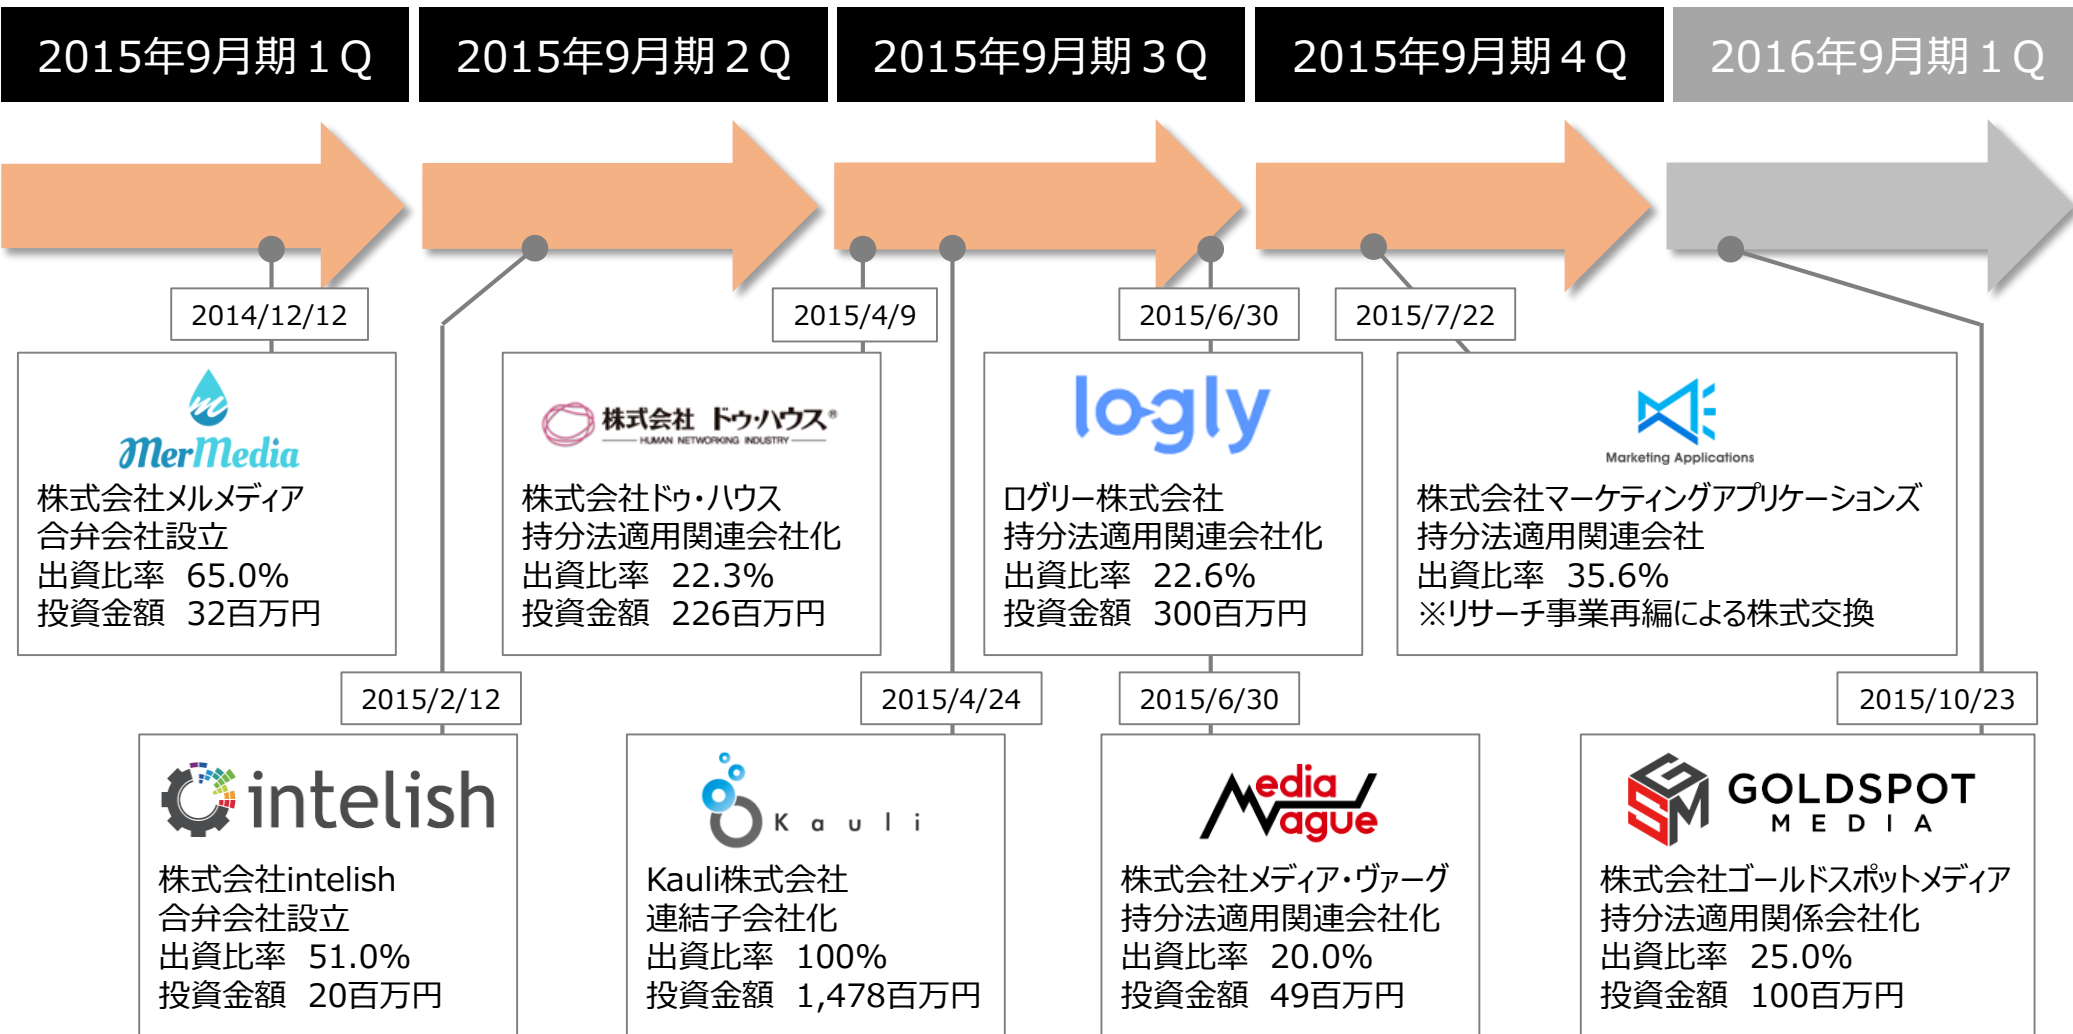 2015年9月期１Q
2015年9月期２Q
2015年9月期３Q
2015年9月期４Q
2016年9月期１Q
2014/12/12
MerMedia
株式会社メルメディア
合弁会社設立
出資比率 65.0%
投資金額 32百万円
2015/2/12
intelish
株式会社intelish
合弁会社設立
出資比率 51.0%
投資金額 20百万円
2015/4/9
株式会社 ドゥ・ハウス®
HUMAN NETWORKING INDUSTRY
株式会社ドゥ・ハウス
持分法適用関連会社化
出資比率 22.3%
投資金額 226百万円
2015/4/24
Kauli
Kauli株式会社
連結子会社化
出資比率 100%
投資金額 1,478百万円
2015/6/30
logly
ログリー株式会社
持分法適用関連会社化
出資比率 22.6%
投資金額 300百万円
2015/6/30
Media
Vague
株式会社メディア・ヴァーグ
持分法適用関連会社化
出資比率 20.0%
投資金額 49百万円
2015/7/22
Marketing Applications
株式会社マーケティングアプリケーションズ
持分法適用関連会社
出資比率 35.6%
※リサーチ事業再編による株式交換
2015/10/23
GSM
GOLDSPOT
MEDIA
株式会社ゴールドスポットメディア
持分法適用関係会社化
出資比率 25.0%
投資金額 100百万円